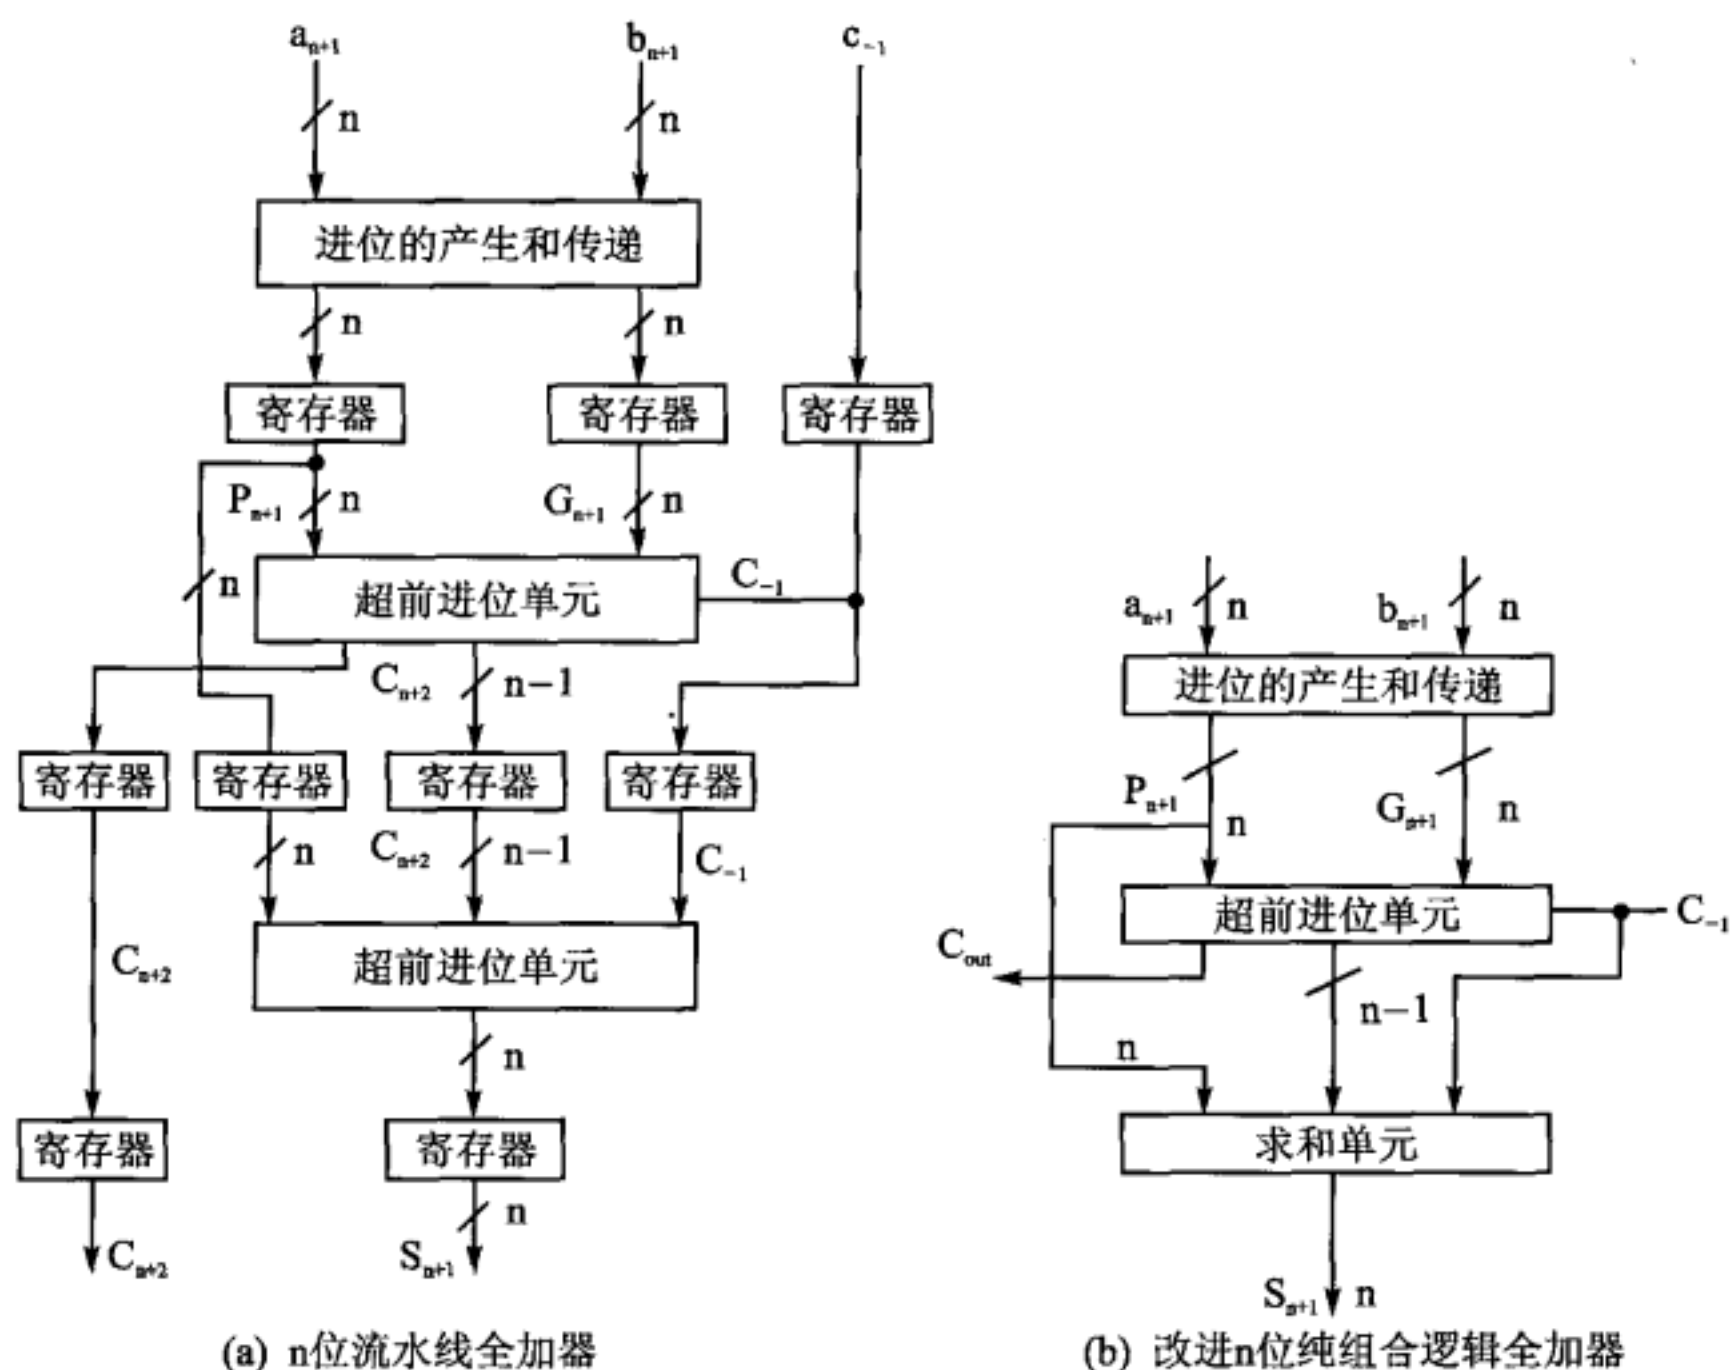 a_{n+1} b_{n+1} c_{-1}
n n
进位的产生和传递
n n
寄存器 寄存器 寄存器
P_{n+1} n G_{n+1} n
n 超前进位单元 C_{-1}
C_{n+2} n-1
寄存器 寄存器 寄存器 寄存器
n C_{n+2} n-1 C_{-1}
C_{n+2} 超前进位单元
n
寄存器 寄存器
n
C_{n+2} S_{n+1}
(a) n位流水线全加器
a_{n+1} n b_{n+1} n
进位的产生和传递
P_{n+1} n G_{n+1} n
超前进位单元 C_{-1}
C_{out}
n-1
n
求和单元
S_{n+1} n
(b) 改进n位纯组合逻辑全加器